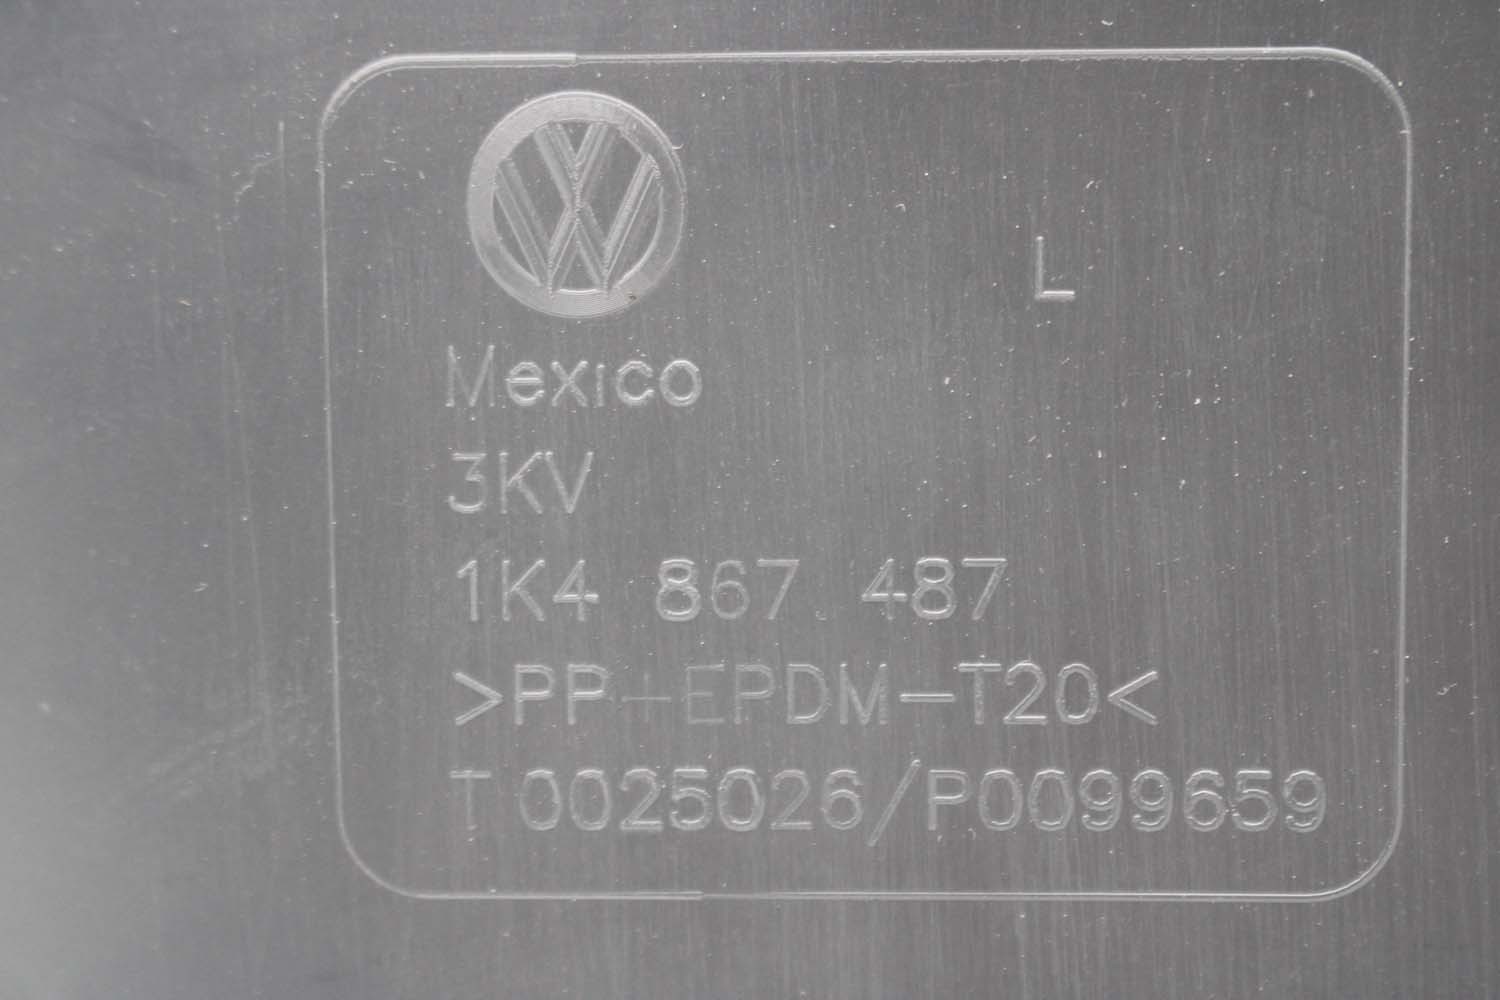 L
Mexico
3KV
1K4 867 487
>PP-EPDM-T20<
T 0025026/P0099659